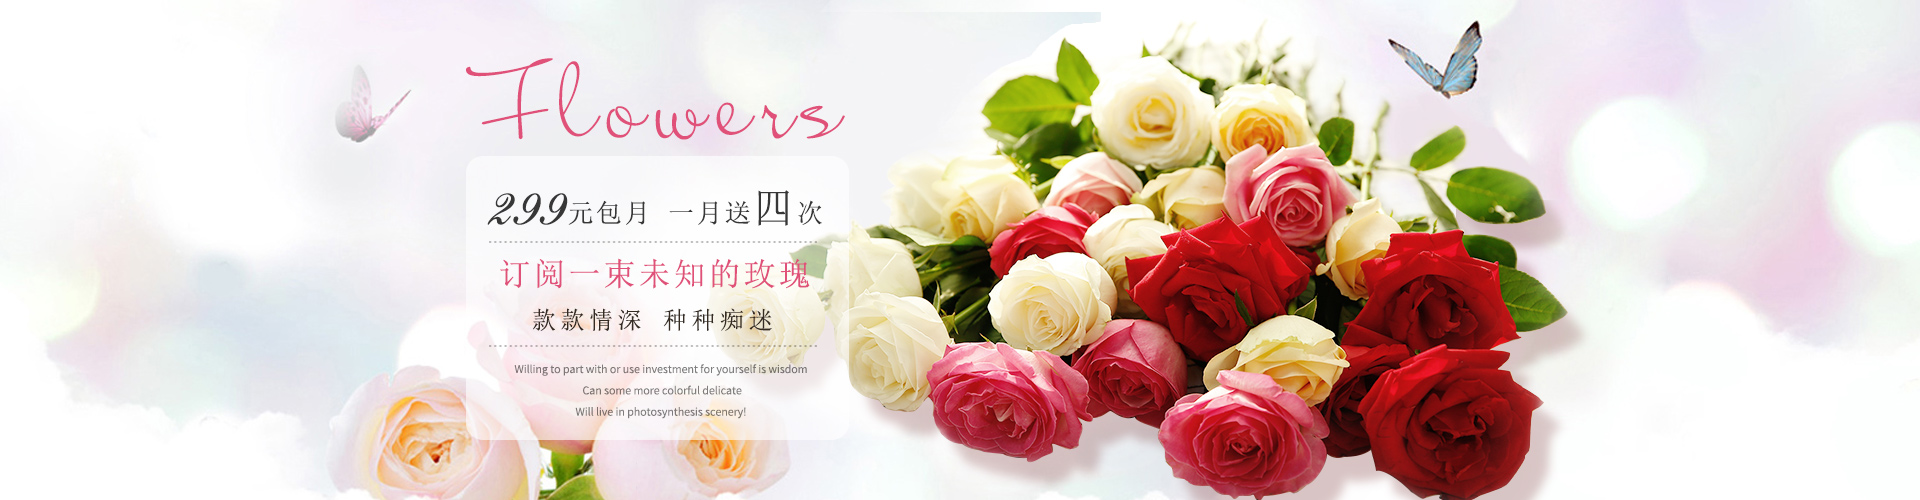 Flowers
299元包月 一月送四次
订阅一束未知的玫瑰
款款情深 种种痴迷
Willing to part with or use investment for yourself is wisdom
Can some more colorful delicate
Will live in photosynthesis scenery!